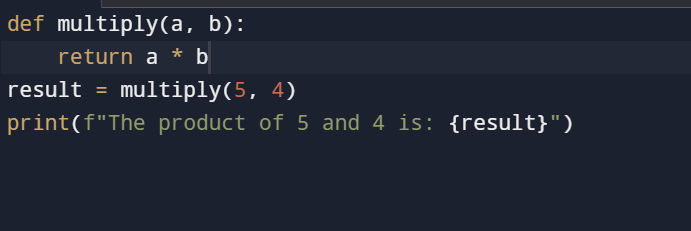 def multiply(a, b):
    return a * b
result = multiply(5, 4)
print(f"The product of 5 and 4 is: {result}")